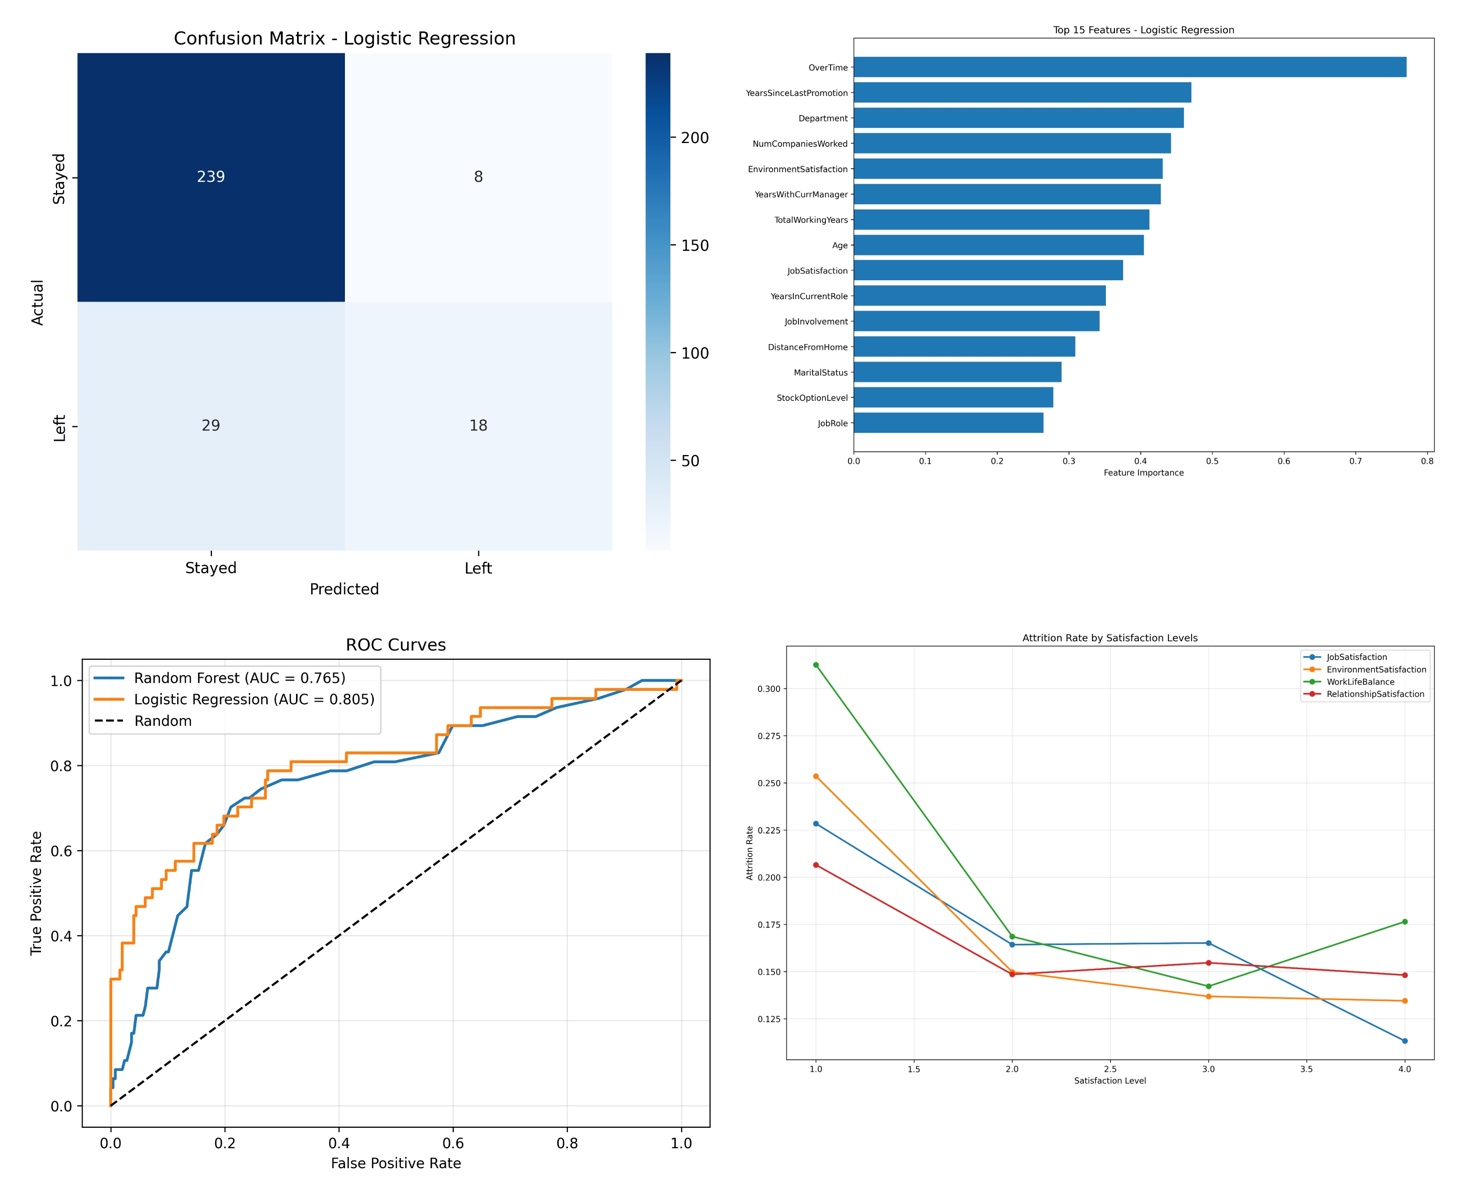 Confusion Matrix - Logistic Regression
Actual
Stayed
Left
239
8
29
18
Stayed
Left
Predicted
200
150
100
50
Top 15 Features - Logistic Regression
OverTime
YearsSinceLastPromotion
Department
NumCompaniesWorked
EnvironmentSatisfaction
YearsWithCurrManager
TotalWorkingYears
Age
JobSatisfaction
YearsInCurrentRole
JobInvolvement
DistanceFromHome
MaritalStatus
StockOptionLevel
JobRole
0.0 0.1 0.2 0.3 0.4 0.5 0.6 0.7 0.8
Feature Importance
ROC Curves
Random Forest (AUC = 0.765)
Logistic Regression (AUC = 0.805)
Random
True Positive Rate
1.0
0.8
0.6
0.4
0.2
0.0
0.0 0.2 0.4 0.6 0.8 1.0
False Positive Rate
Attrition Rate by Satisfaction Levels
JobSatisfaction
EnvironmentSatisfaction
WorkLifeBalance
RelationshipSatisfaction
Attrition Rate
0.300
0.275
0.250
0.225
0.200
0.175
0.150
0.125
1.0 1.5 2.0 2.5 3.0 3.5 4.0
Satisfaction Level